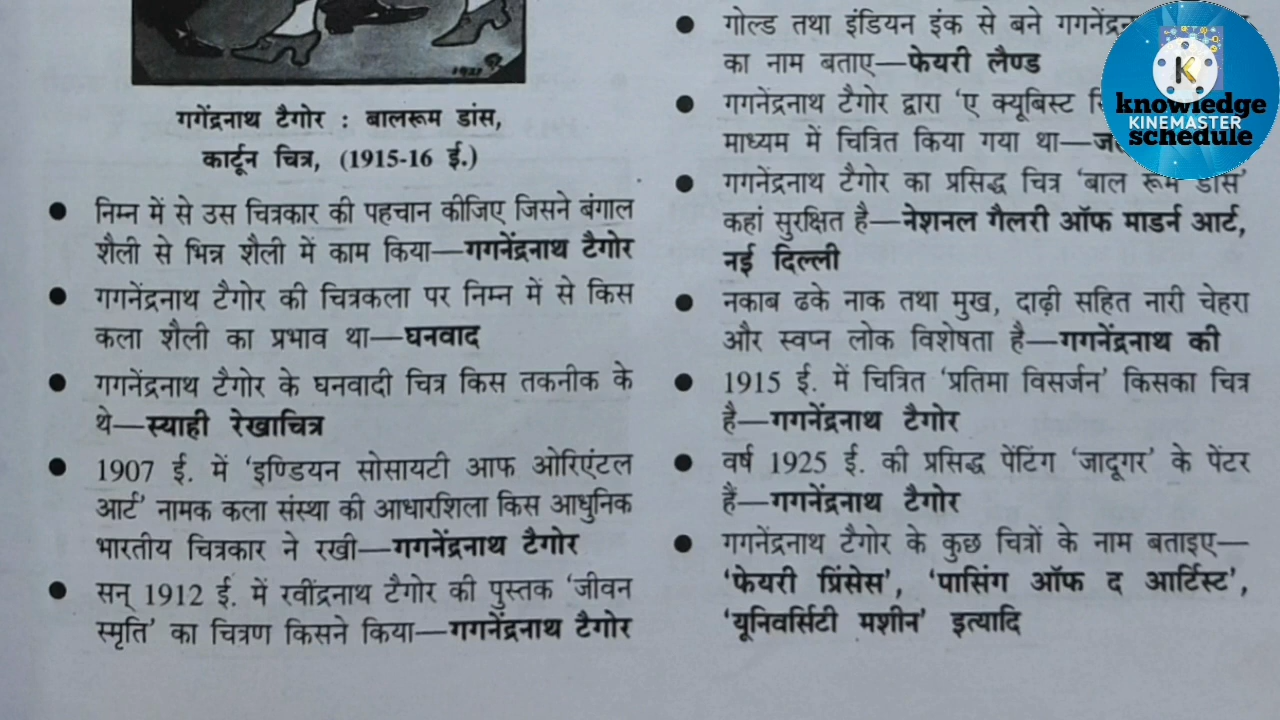 1921
गगेंद्रनाथ टैगोर : बालरूम डांस,
कार्टून चित्र, (1915-16 ई.)
● निम्न में से उस चित्रकार की पहचान कीजिए जिसने बंगाल
शैली से भिन्न शैली में काम किया—गगनेंद्रनाथ टैगोर
● गगनेंद्रनाथ टैगोर की चित्रकला पर निम्न में से किस
कला शैली का प्रभाव था—घनवाद
● गगनेंद्रनाथ टैगोर के घनवादी चित्र किस तकनीक के
थे—स्याही रेखाचित्र
● 1907 ई. में ‘इण्डियन सोसायटी आफ ओरिएंटल
आर्ट’ नामक कला संस्था की आधारशिला किस आधुनिक
भारतीय चित्रकार ने रखी—गगनेंद्रनाथ टैगोर
● सन् 1912 ई. में रवींद्रनाथ टैगोर की पुस्तक ‘जीवन
स्मृति’ का चित्रण किसने किया—गगनेंद्रनाथ टैगोर
● गोल्ड तथा इंडियन इंक से बने
का नाम बताए—फेयरी लैण्ड
● गगनेंद्रनाथ टैगोर द्वारा ‘ए क्यूबिस्ट
माध्यम में चित्रित किया गया था—
● गगनेंद्रनाथ टैगोर का प्रसिद्ध चित्र ‘बाल रूम डांस’
कहां सुरक्षित है—नेशनल गैलरी ऑफ माडर्न आर्ट,
नई दिल्ली
● नकाब ढके नाक तथा मुख, दाढ़ी सहित नारी चेहरा
और स्वप्न लोक विशेषता है—गगनेंद्रनाथ की
● 1915 ई. में चित्रित ‘प्रतिमा विसर्जन’ किसका चित्र
है—गगनेंद्रनाथ टैगोर
● वर्ष 1925 ई. की प्रसिद्ध पेंटिंग ‘जादूगर’ के पेंटर
हैं—गगनेंद्रनाथ टैगोर
● गगनेंद्रनाथ टैगोर के कुछ चित्रों के नाम बताइए—
‘फेयरी प्रिंसेस’, ‘पासिंग ऑफ द आर्टिस्ट’,
‘यूनिवर्सिटी मशीन’ इत्यादि
K
knowledge
KINEMASTER
schedule